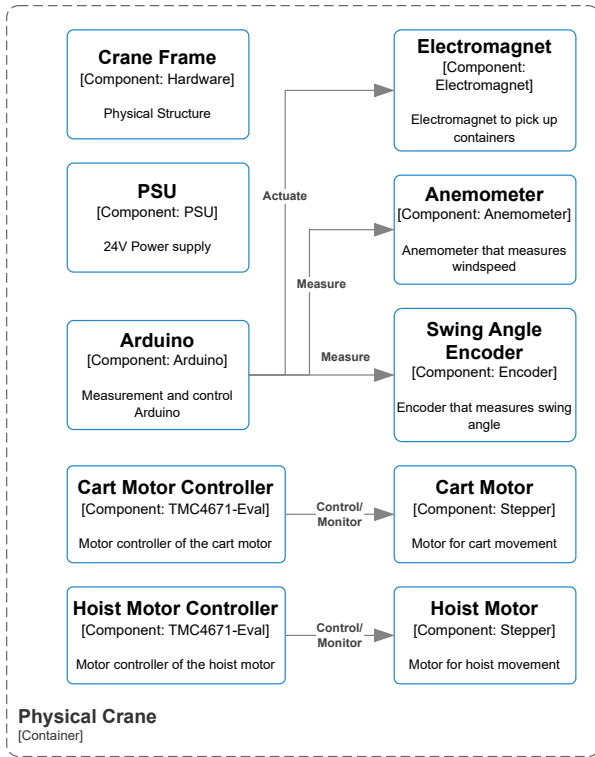 Crane Frame
[Component: Hardware]
Physical Structure
Electromagnet
[Component:
Electromagnet]
Electromagnet to pick up
containers
PSU
[Component: PSU]
24V Power supply
Actuate
Anemometer
[Component: Anemometer]
Anemometer that measures
windspeed
Measure
Arduino
[Component: Arduino]
Measurement and control
Arduino
Measure
Swing Angle
Encoder
[Component: Encoder]
Encoder that measures swing
angle
Cart Motor Controller
[Component: TMC4671-Eval]
Motor controller of the cart motor
Control/
Monitor
Cart Motor
[Component: Stepper]
Motor for cart movement
Hoist Motor Controller
[Component: TMC4671-Eval]
Motor controller of the hoist motor
Control/
Monitor
Hoist Motor
[Component: Stepper]
Motor for hoist movement
Physical Crane
[Container]